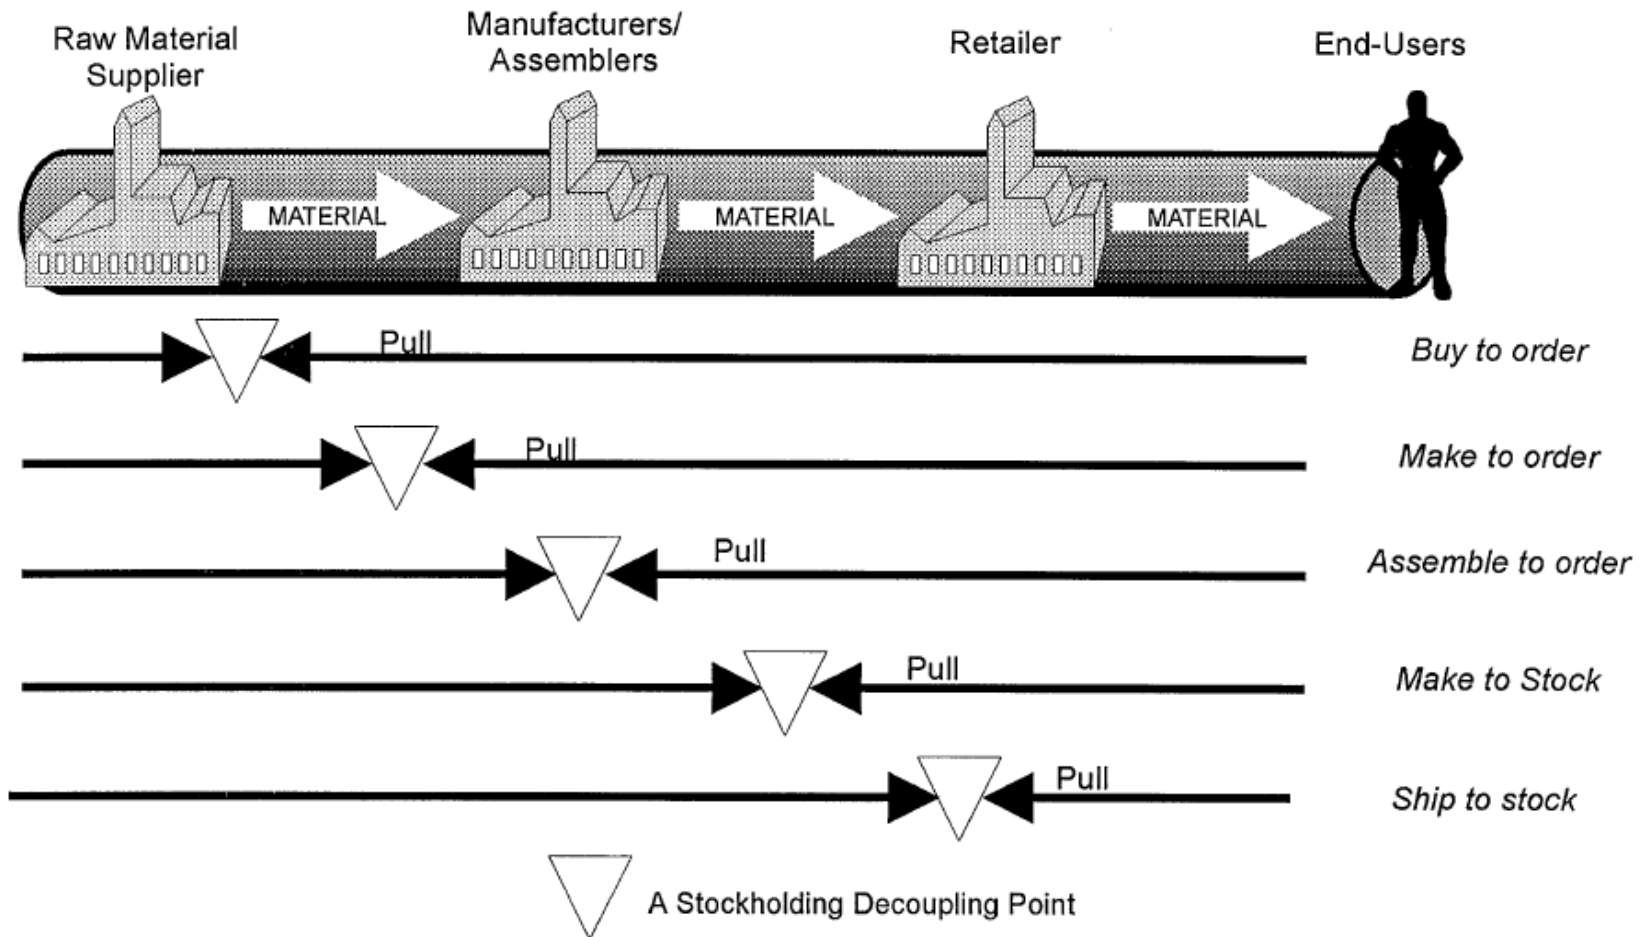 Raw Material
Supplier
Manufacturers/
Assemblers
Retailer
End-Users
MATERIAL
MATERIAL
MATERIAL
Pull
Buy to order
Pull
Make to order
Pull
Assemble to order
Pull
Make to Stock
Pull
Ship to stock
A Stockholding Decoupling Point